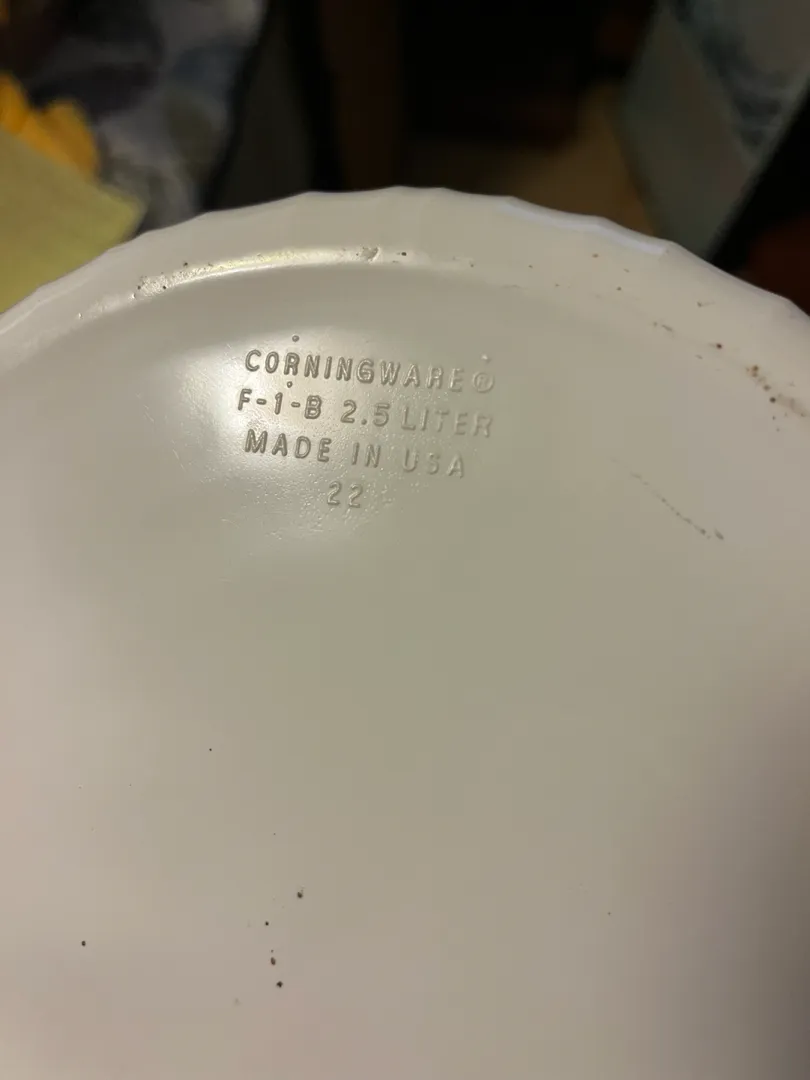 CORNINGWARE®
F-1-B 2.5 LITER
MADE IN USA
22